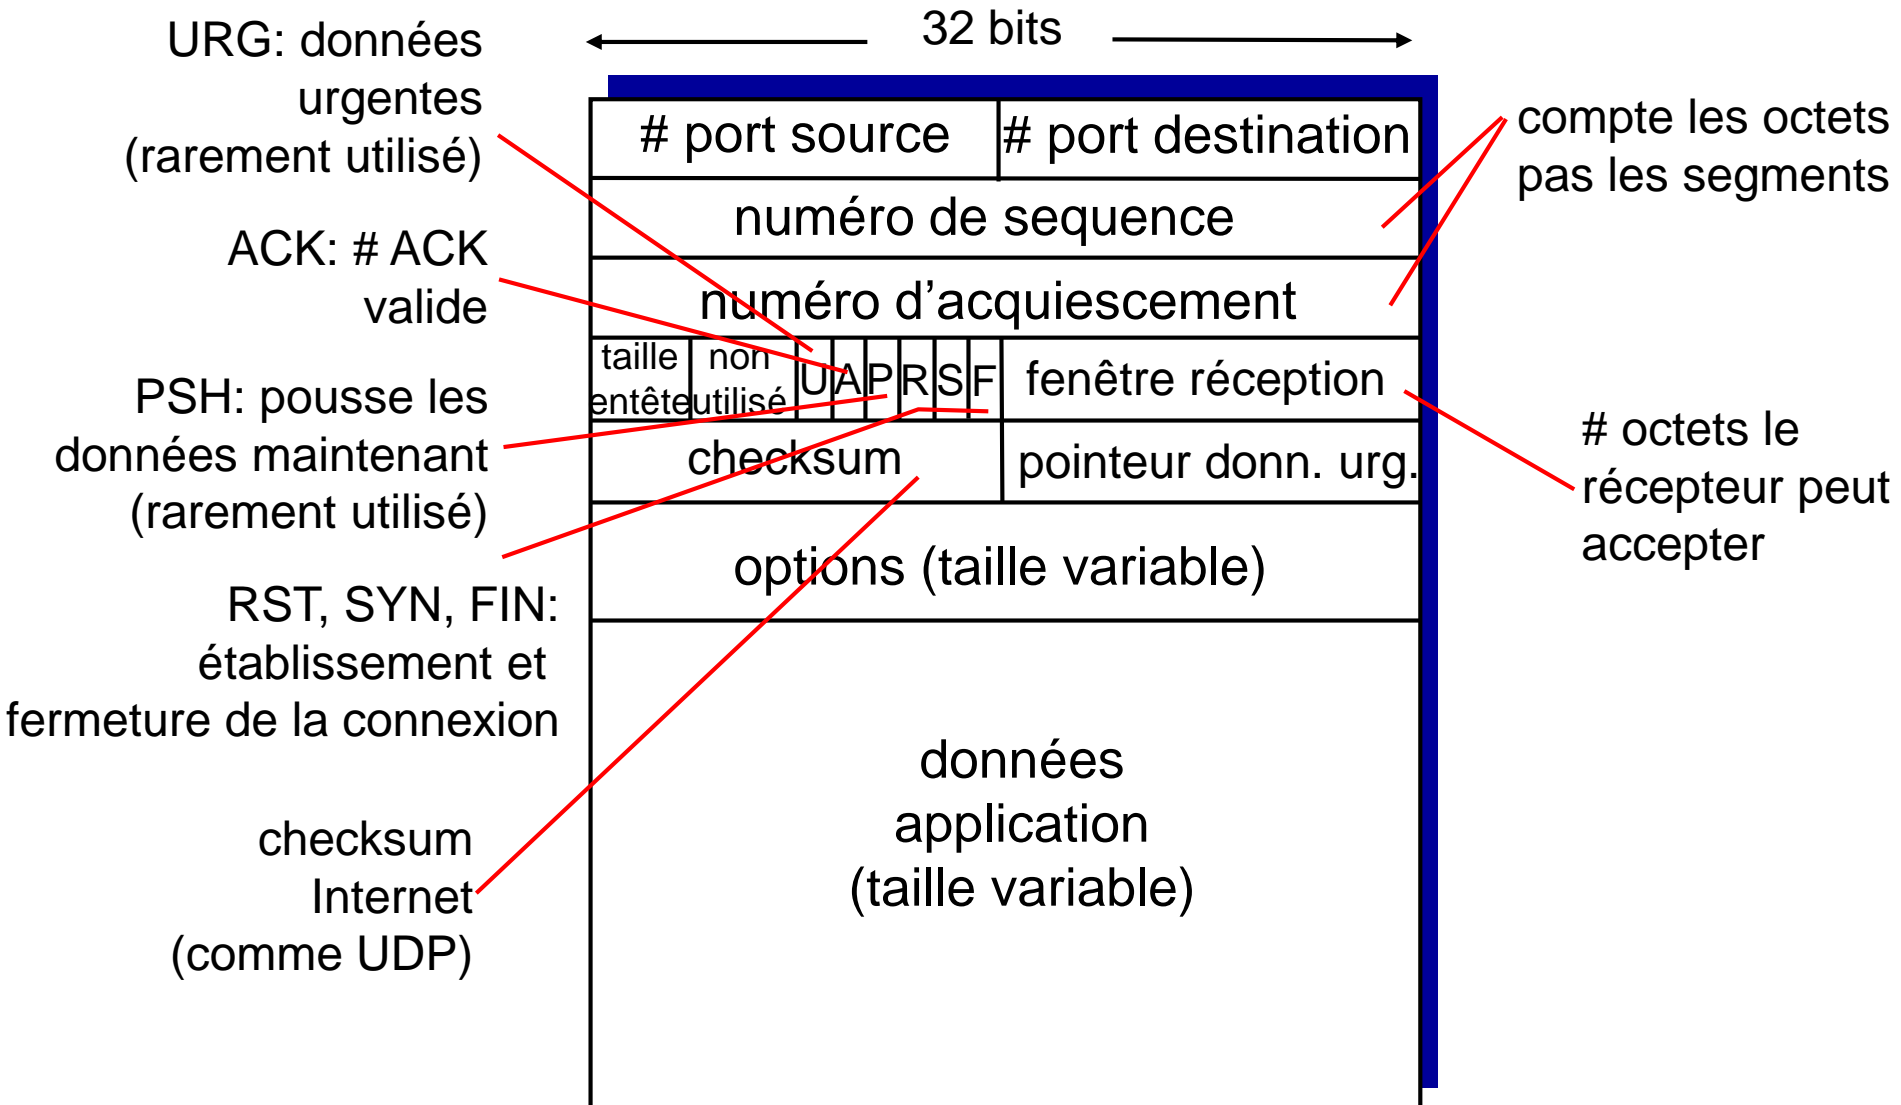 32 bits
URG: données
urgentes
(rarement utilisé)
ACK: # ACK
valide
PSH: pousse les
données maintenant
(rarement utilisé)
RST, SYN, FIN:
établissement et
fermeture de la connexion
checksum
Internet
(comme UDP)
# port source
# port destination
numéro de sequence
numéro d’acquiescement
taille
entête
non
utilisé
U A P R S F
fenêtre réception
checksum
pointeur donn. urg.
options (taille variable)
données
application
(taille variable)
compte les octets
pas les segments
# octets le
récepteur peut
accepter